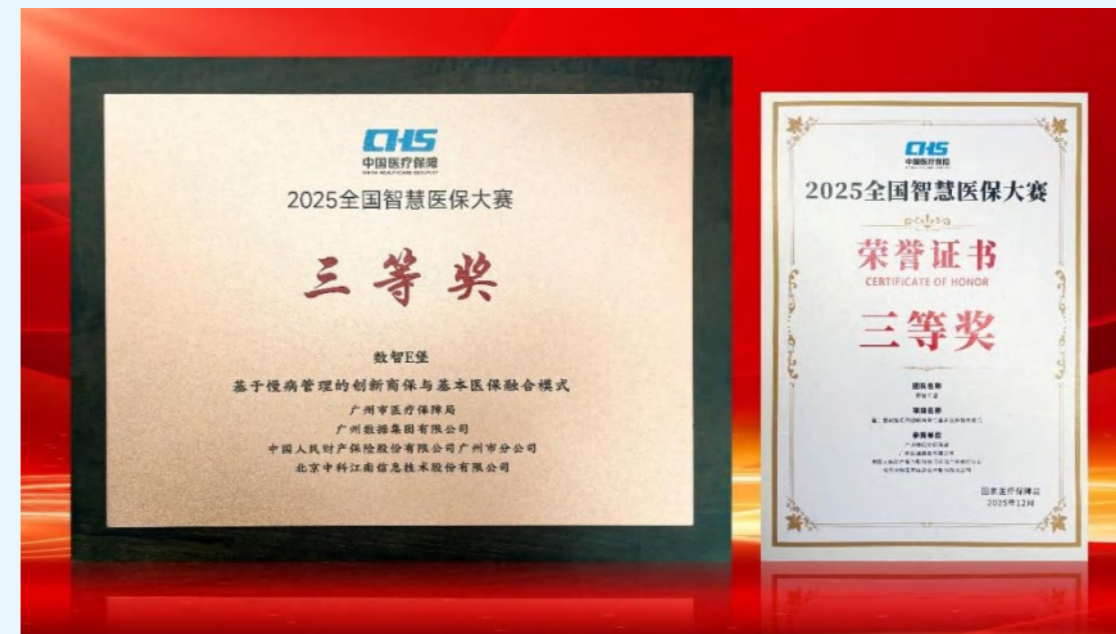 CHS
中国医疗保障
CHINA HEALTHCARE SECURITY
2025全国智慧医保大赛
三等奖
数智E堡
基于慢病管理的创新商保与基本医保融合模式
广州市医疗保障局
广州数据集团有限公司
中国人民财产保险股份有限公司广州市分公司
北京中科江南信息技术股份有限公司
CHS
中国医疗保障
2025全国智慧医保大赛
荣誉证书
CERTIFICATE OF HONOR
三等奖
团队名称
项目名称
参赛单位
国家医疗保障局
2025年12月